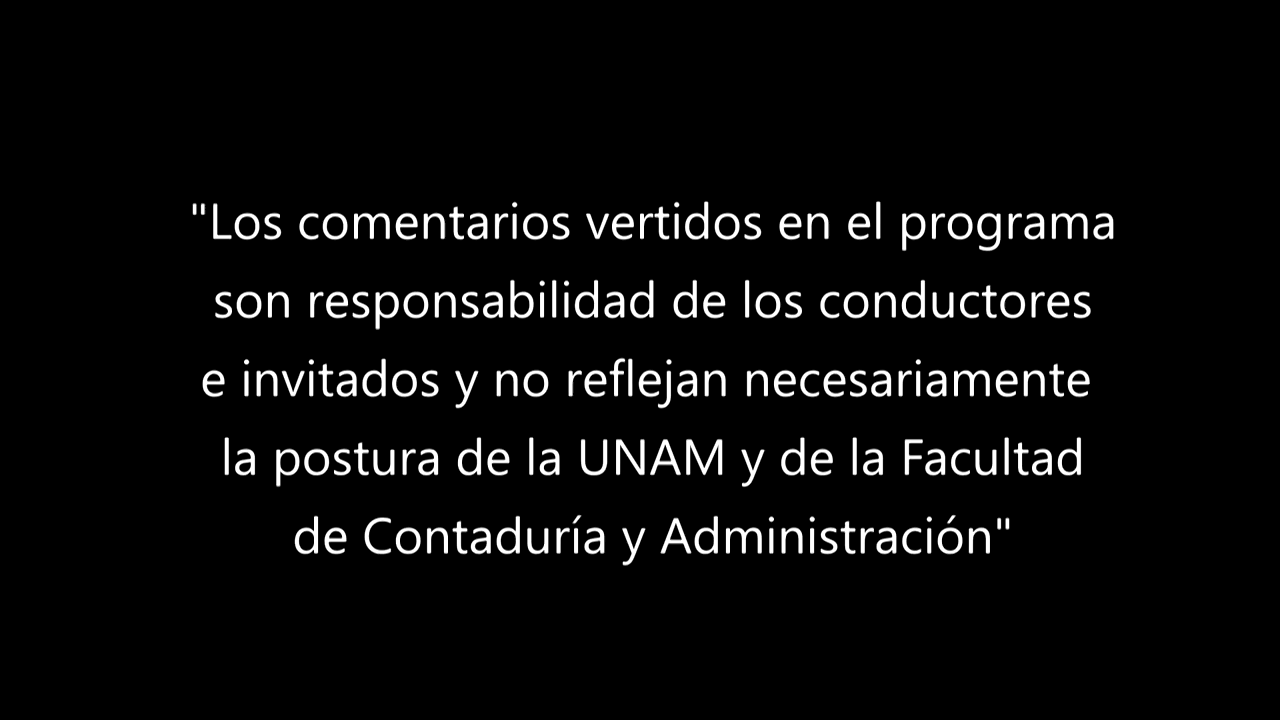 "Los comentarios vertidos en el programa
son responsabilidad de los conductores
e invitados y no reflejan necesariamente
la postura de la UNAM y de la Facultad
de Contaduría y Administración"